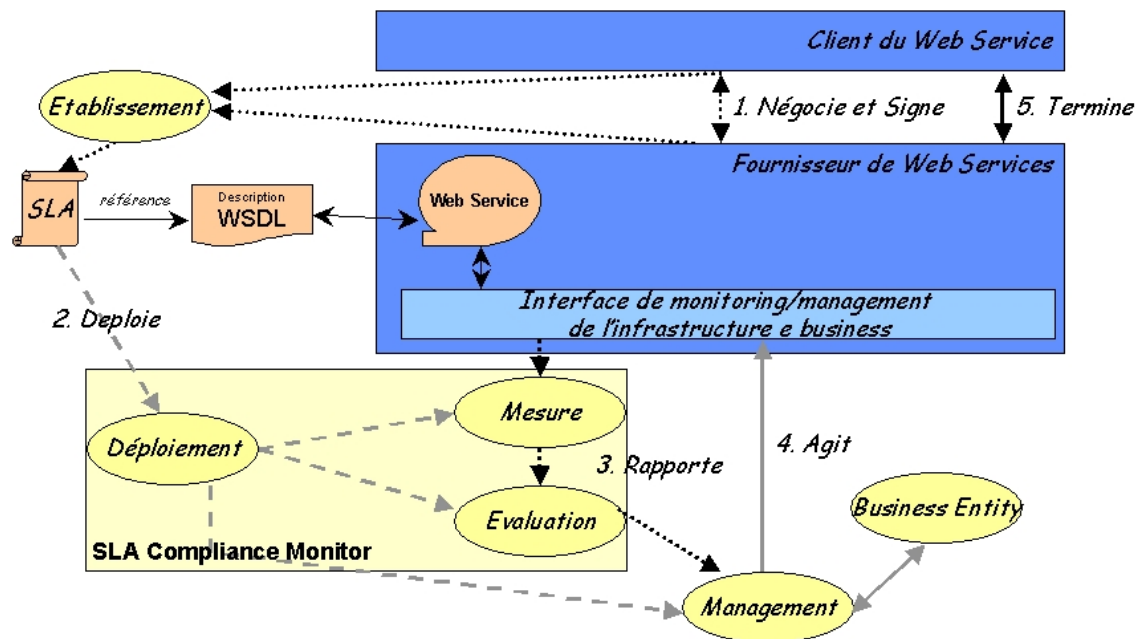 Client du Web Service
Etablissement
1. Négocie et Signe
5. Termine
Fournisseur de Web Services
SLA
référence
Description
WSDL
Web Service
Interface de monitoring/management
de l'infrastructure e business
2. Deploie
Mesure
Déploiement
3. Rapporte
4. Agit
Evaluation
Business Entity
SLA Compliance Monitor
Management